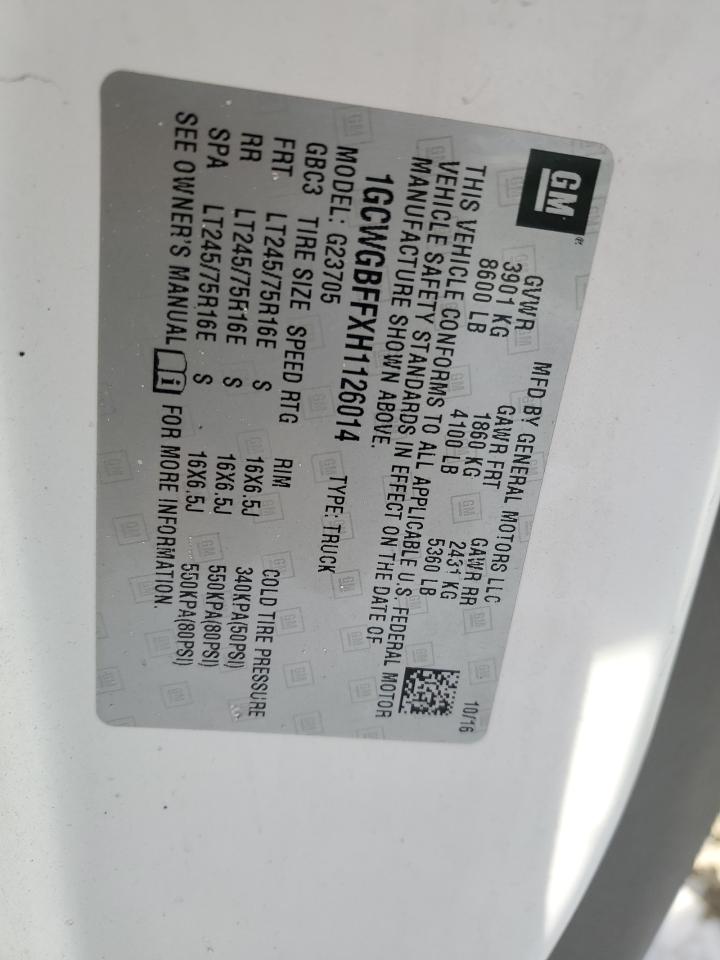 GM
MFD BY GENERAL MOTORS LLC 10/16
GVWR GAWR FRT GAWR RR
3901 KG 1860 KG 2431 KG
8600 LB 4100 LB 5360 LB
THIS VEHICLE CONFORMS TO ALL APPLICABLE U.S. FEDERAL MOTOR
VEHICLE SAFETY STANDARDS IN EFFECT ON THE DATE OF
MANUFACTURE SHOWN ABOVE.
1GCWGBFFXH1126014 TYPE: TRUCK
MODEL: G23705
GBC3 TIRE SIZE SPEED RTG RIM COLD TIRE PRESSURE
FRT LT245/75R16E S 16X6.5J 340KPA(50PSI)
RR LT245/75R16E S 16X6.5J 550KPA(80PSI)
SPA LT245/75R16E S 16X6.5J 550KPA(80PSI)
SEE OWNER'S MANUAL FOR MORE INFORMATION.